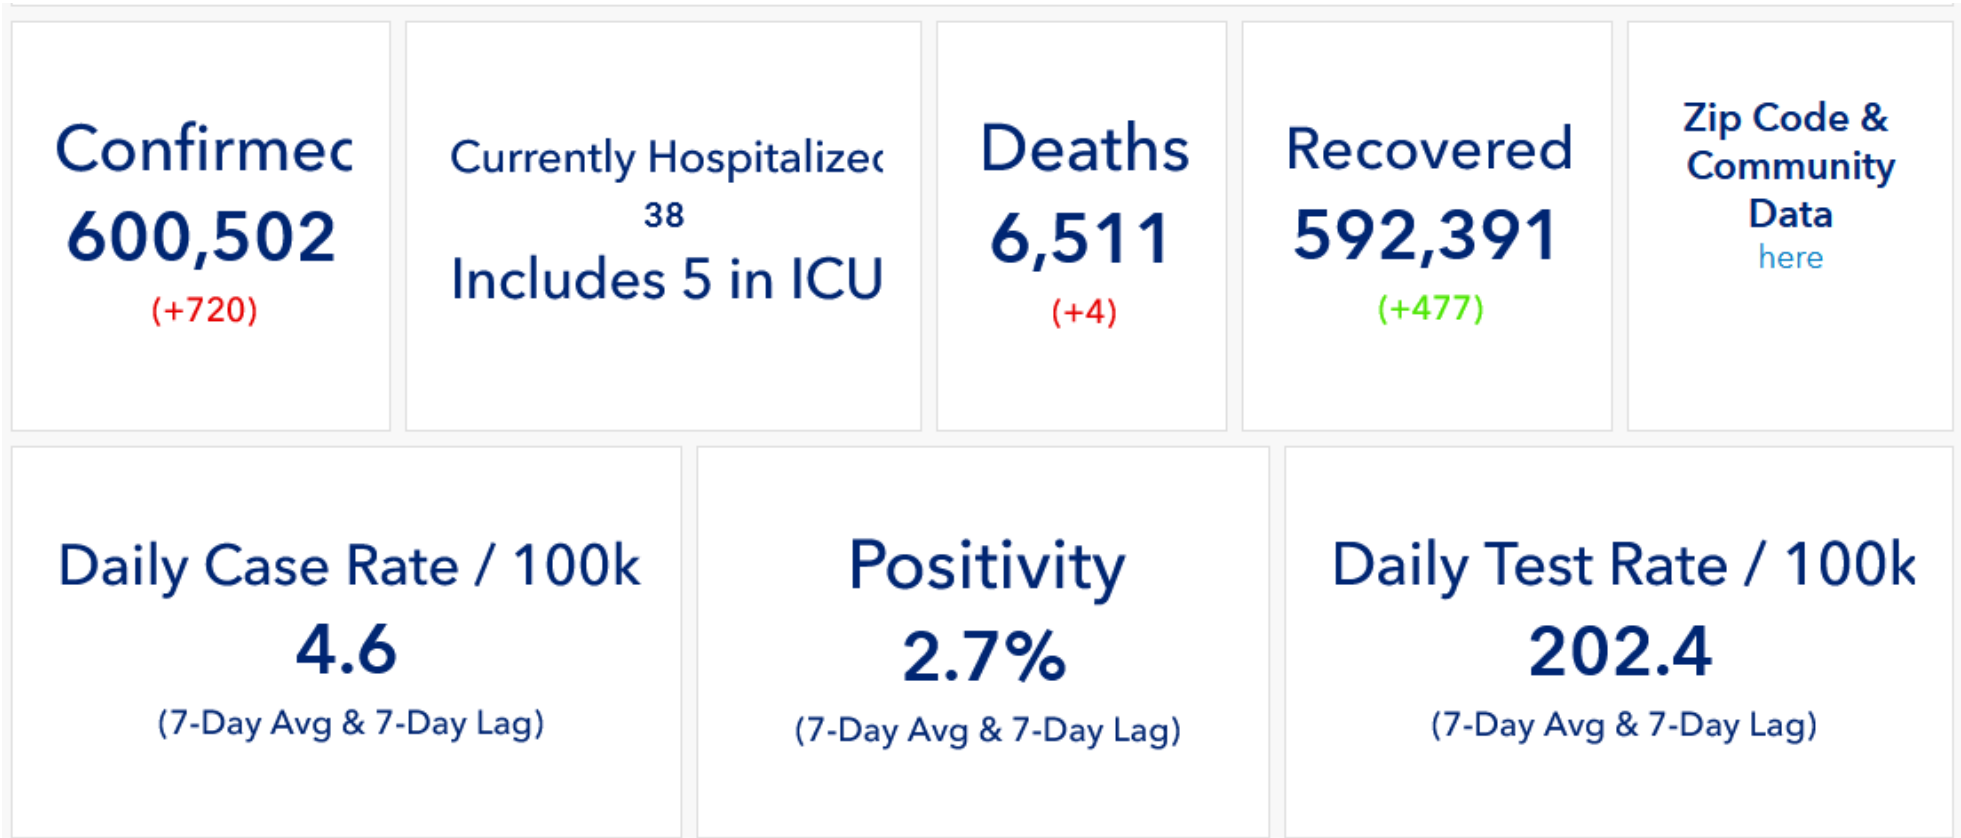 Confirmed
600,502
(+720)
Currently Hospitalized
38
Includes 5 in ICU
Deaths
6,511
(+4)
Recovered
592,391
(+477)
Zip Code &
Community
Data
here
Daily Case Rate / 100k
4.6
(7-Day Avg & 7-Day Lag)
Positivity
2.7%
(7-Day Avg & 7-Day Lag)
Daily Test Rate / 100k
202.4
(7-Day Avg & 7-Day Lag)